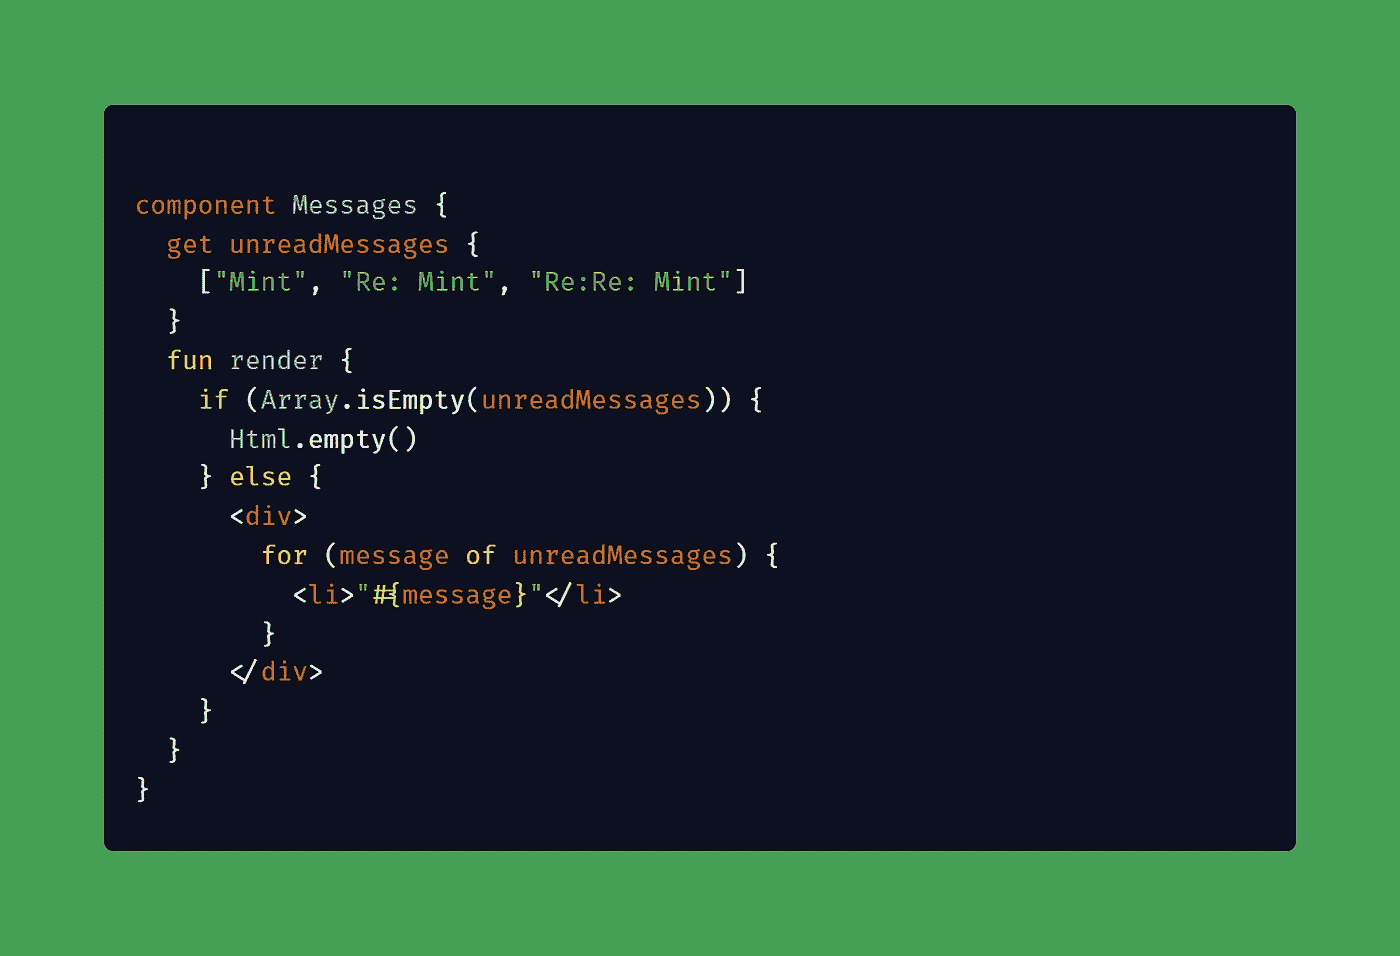 component Messages {
  get unreadMessages {
    ["Mint", "Re: Mint", "Re:Re: Mint"]
  }
  fun render {
    if (Array.isEmpty(unreadMessages)) {
      Html.empty()
    } else {
      <div>
        for (message of unreadMessages) {
          <li>"#{message}"</li>
        }
      </div>
    }
  }
}